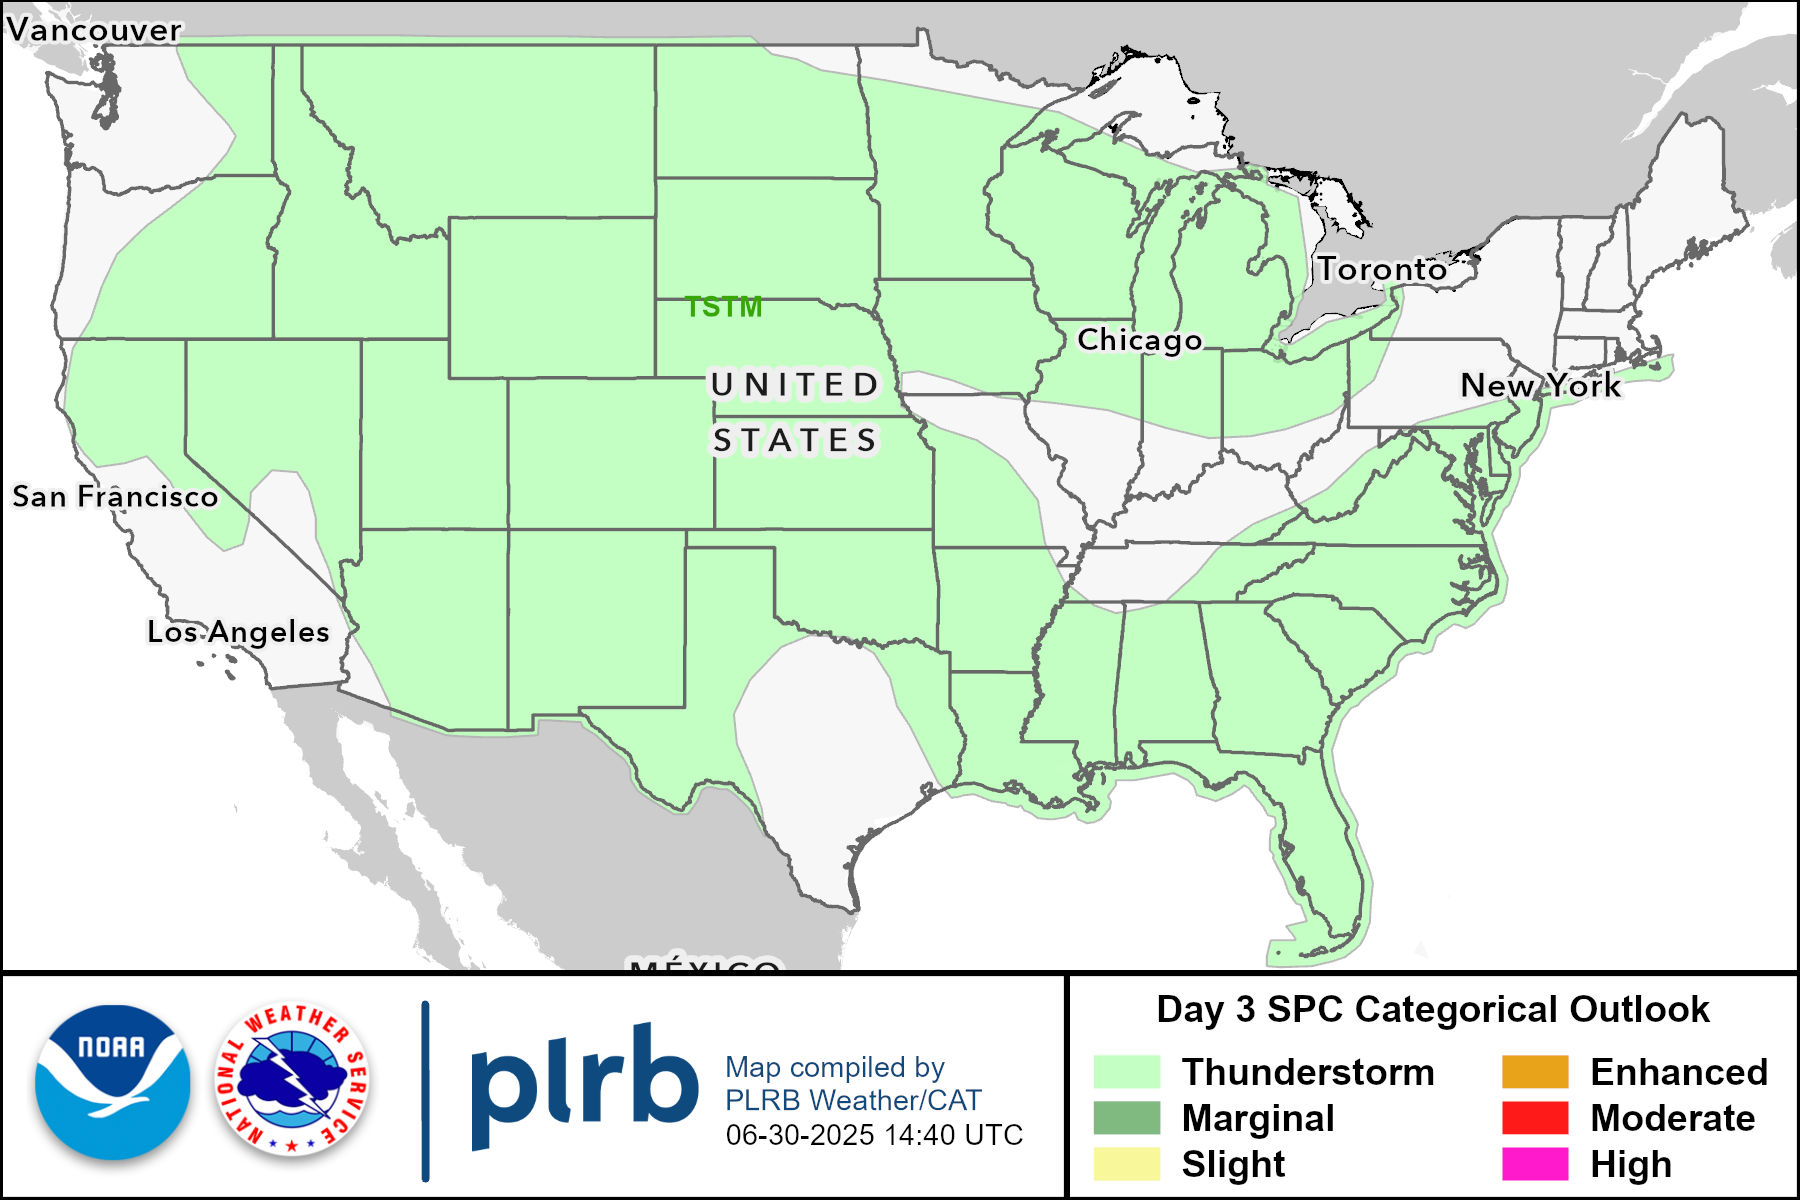 Vancouver
Toronto
TSTM
Chicago
UNITED
New York
STATES
San Francisco
Los Angeles
MÉXICO
NOAA
NATIONAL WEATHER SERVICE
plrb
Map compiled by
PLRB Weather/CAT
06-30-2025 14:40 UTC
Day 3 SPC Categorical Outlook
Thunderstorm
Enhanced
Marginal
Moderate
Slight
High